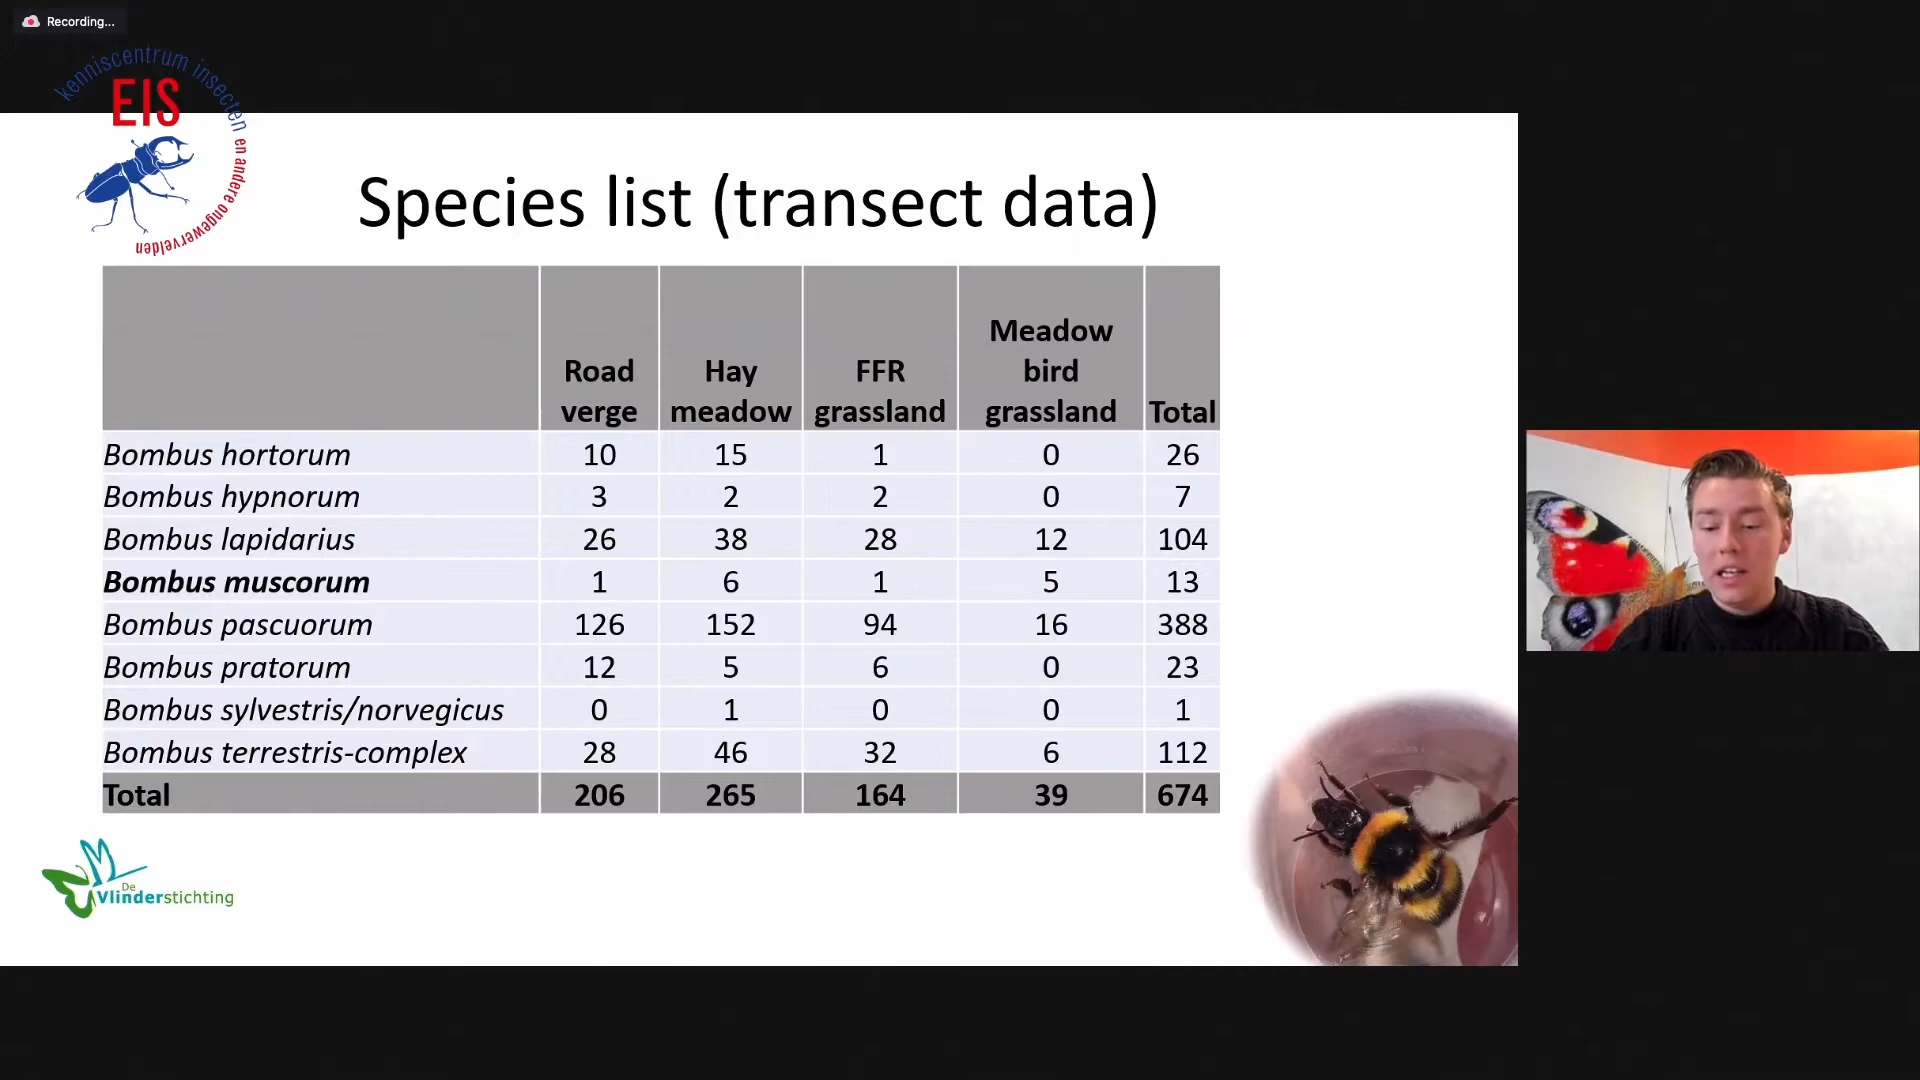 Recording...
kenniscentrum insecten en andere ongewervelden
EIS
Species list (transect data)
Road verge Hay meadow FFR grassland Meadow bird grassland Total
Bombus hortorum 10 15 1 0 26
Bombus hypnorum 3 2 2 0 7
Bombus lapidarius 26 38 28 12 104
Bombus muscorum 1 6 1 5 13
Bombus pascuorum 126 152 94 16 388
Bombus pratorum 12 5 6 0 23
Bombus sylvestris/norvegicus 0 1 0 0 1
Bombus terrestris-complex 28 46 32 6 112
Total 206 265 164 39 674
De
Vlinderstichting